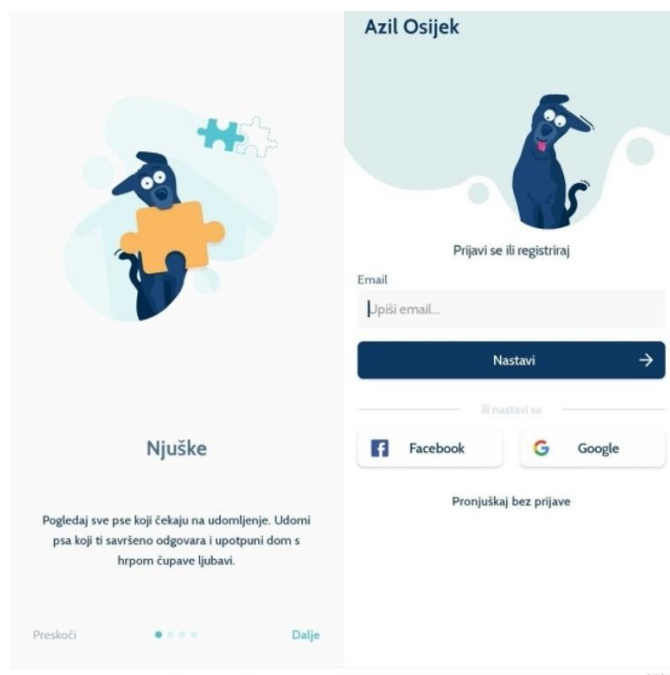 Njuške
Pogledaj sve pse koji čekaju na udomljenje. Udomi
psa koji ti savršeno odgovara i upotpuni dom s
hrpom čupave ljubavi.
Preskoči
Dalje
Azil Osijek
Prijavi se ili registriraj
Email
Upiši email...
Nastavi
ili nastavi sa
Facebook
Google
Pronjuškaj bez prijave